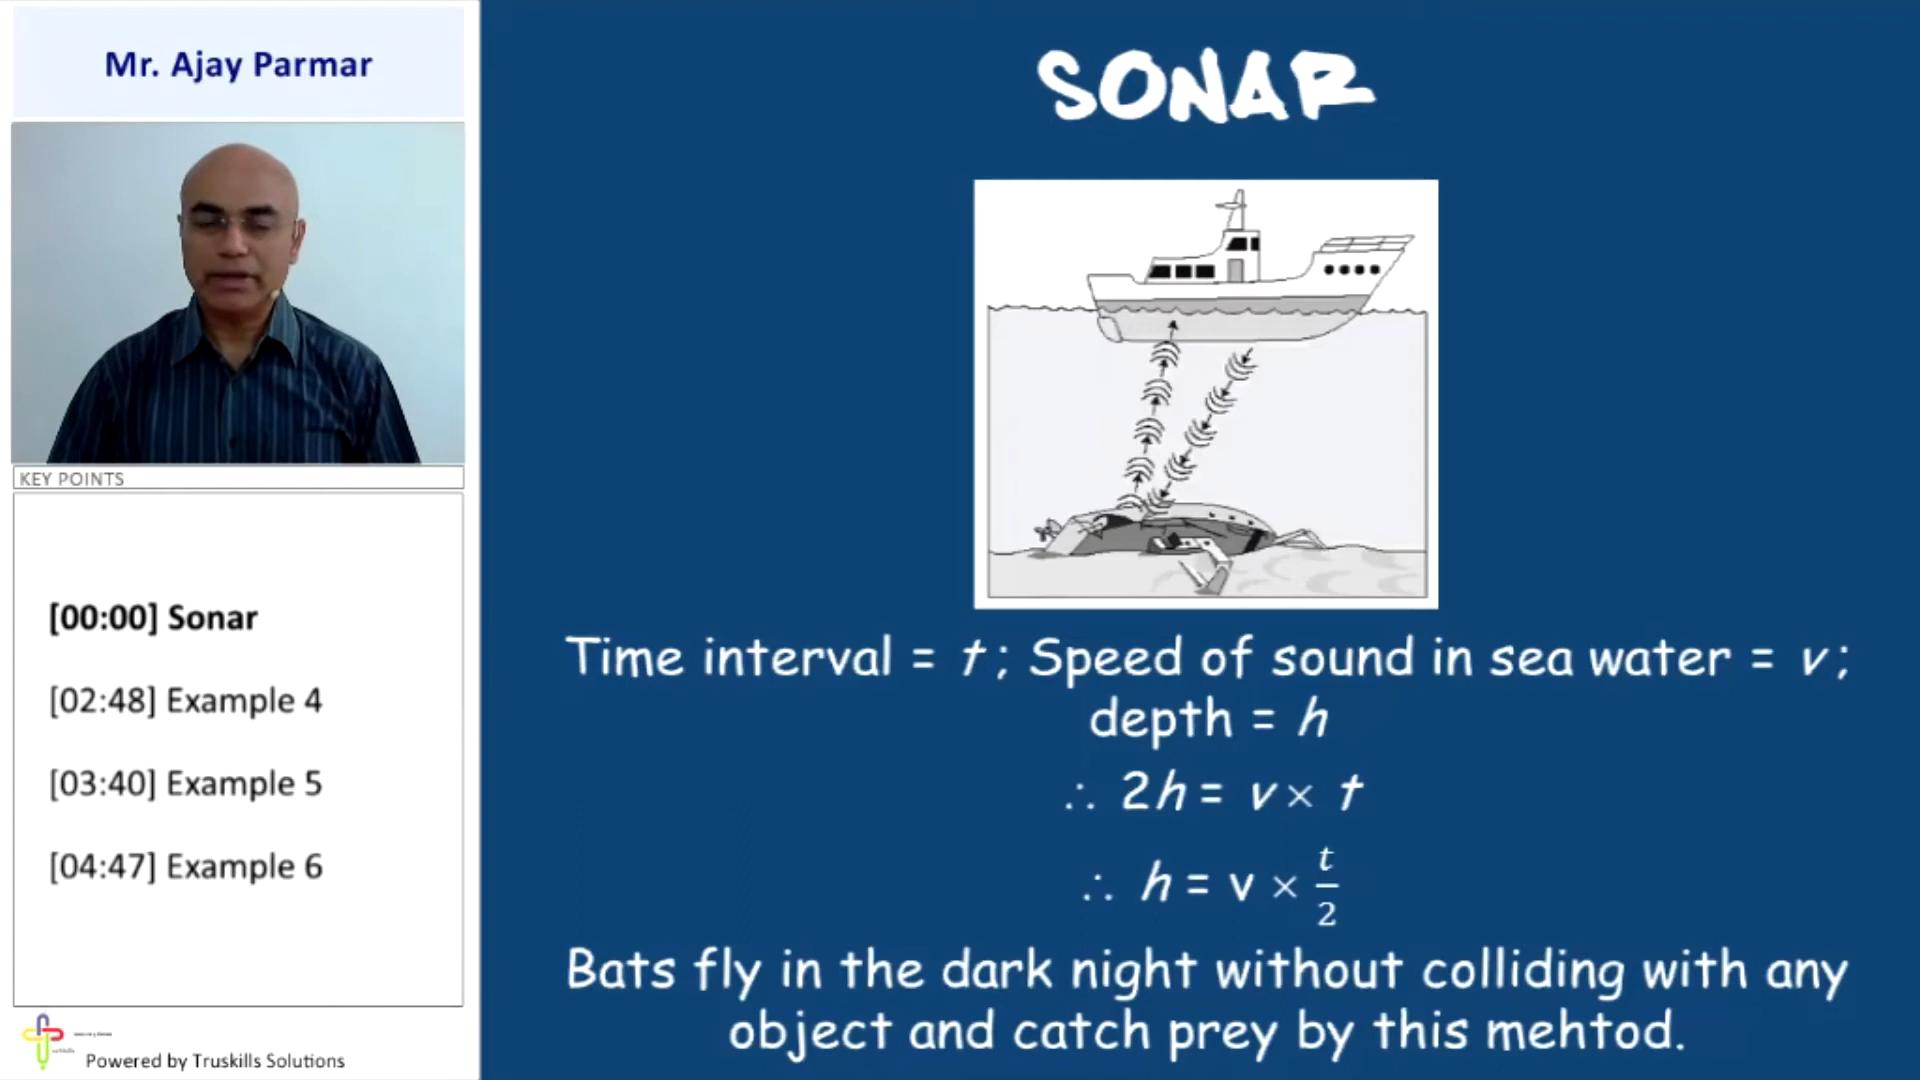 Mr. Ajay Parmar
KEY POINTS
[00:00] Sonar
[02:48] Example 4
[03:40] Example 5
[04:47] Example 6
Powered by Truskills Solutions
SONAR
Time interval = t ; Speed of sound in sea water = v ;
depth = h
∴ 2h = v × t
∴ h = v × t/2
Bats fly in the dark night without colliding with any
object and catch prey by this mehtod.